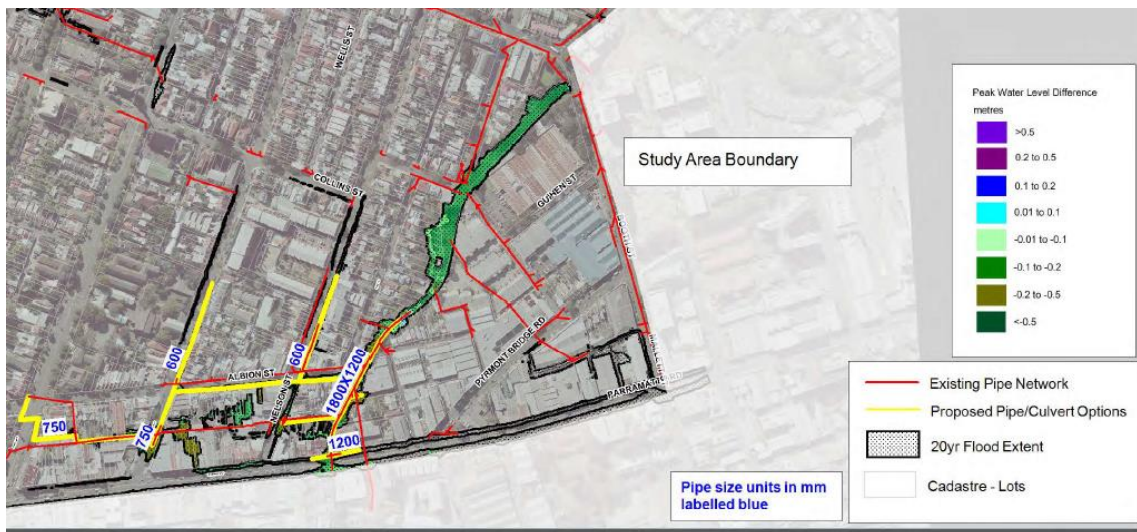 WELLS ST
Peak Water Level Difference
metres
>0.5
0.2 to 0.5
0.1 to 0.2
0.01 to 0.1
-0.01 to -0.1
-0.1 to -0.2
-0.2 to -0.5
<-0.5
Study Area Boundary
COLLINS ST
GUIHEN ST
PYRMONT BRIDGE RD
600
600
ALBION ST
NELSON ST
1800X1200
PARRAMATTA RD
750
750
1200
Existing Pipe Network
Proposed Pipe/Culvert Options
20yr Flood Extent
Cadastre - Lots
Pipe size units in mm
labelled blue